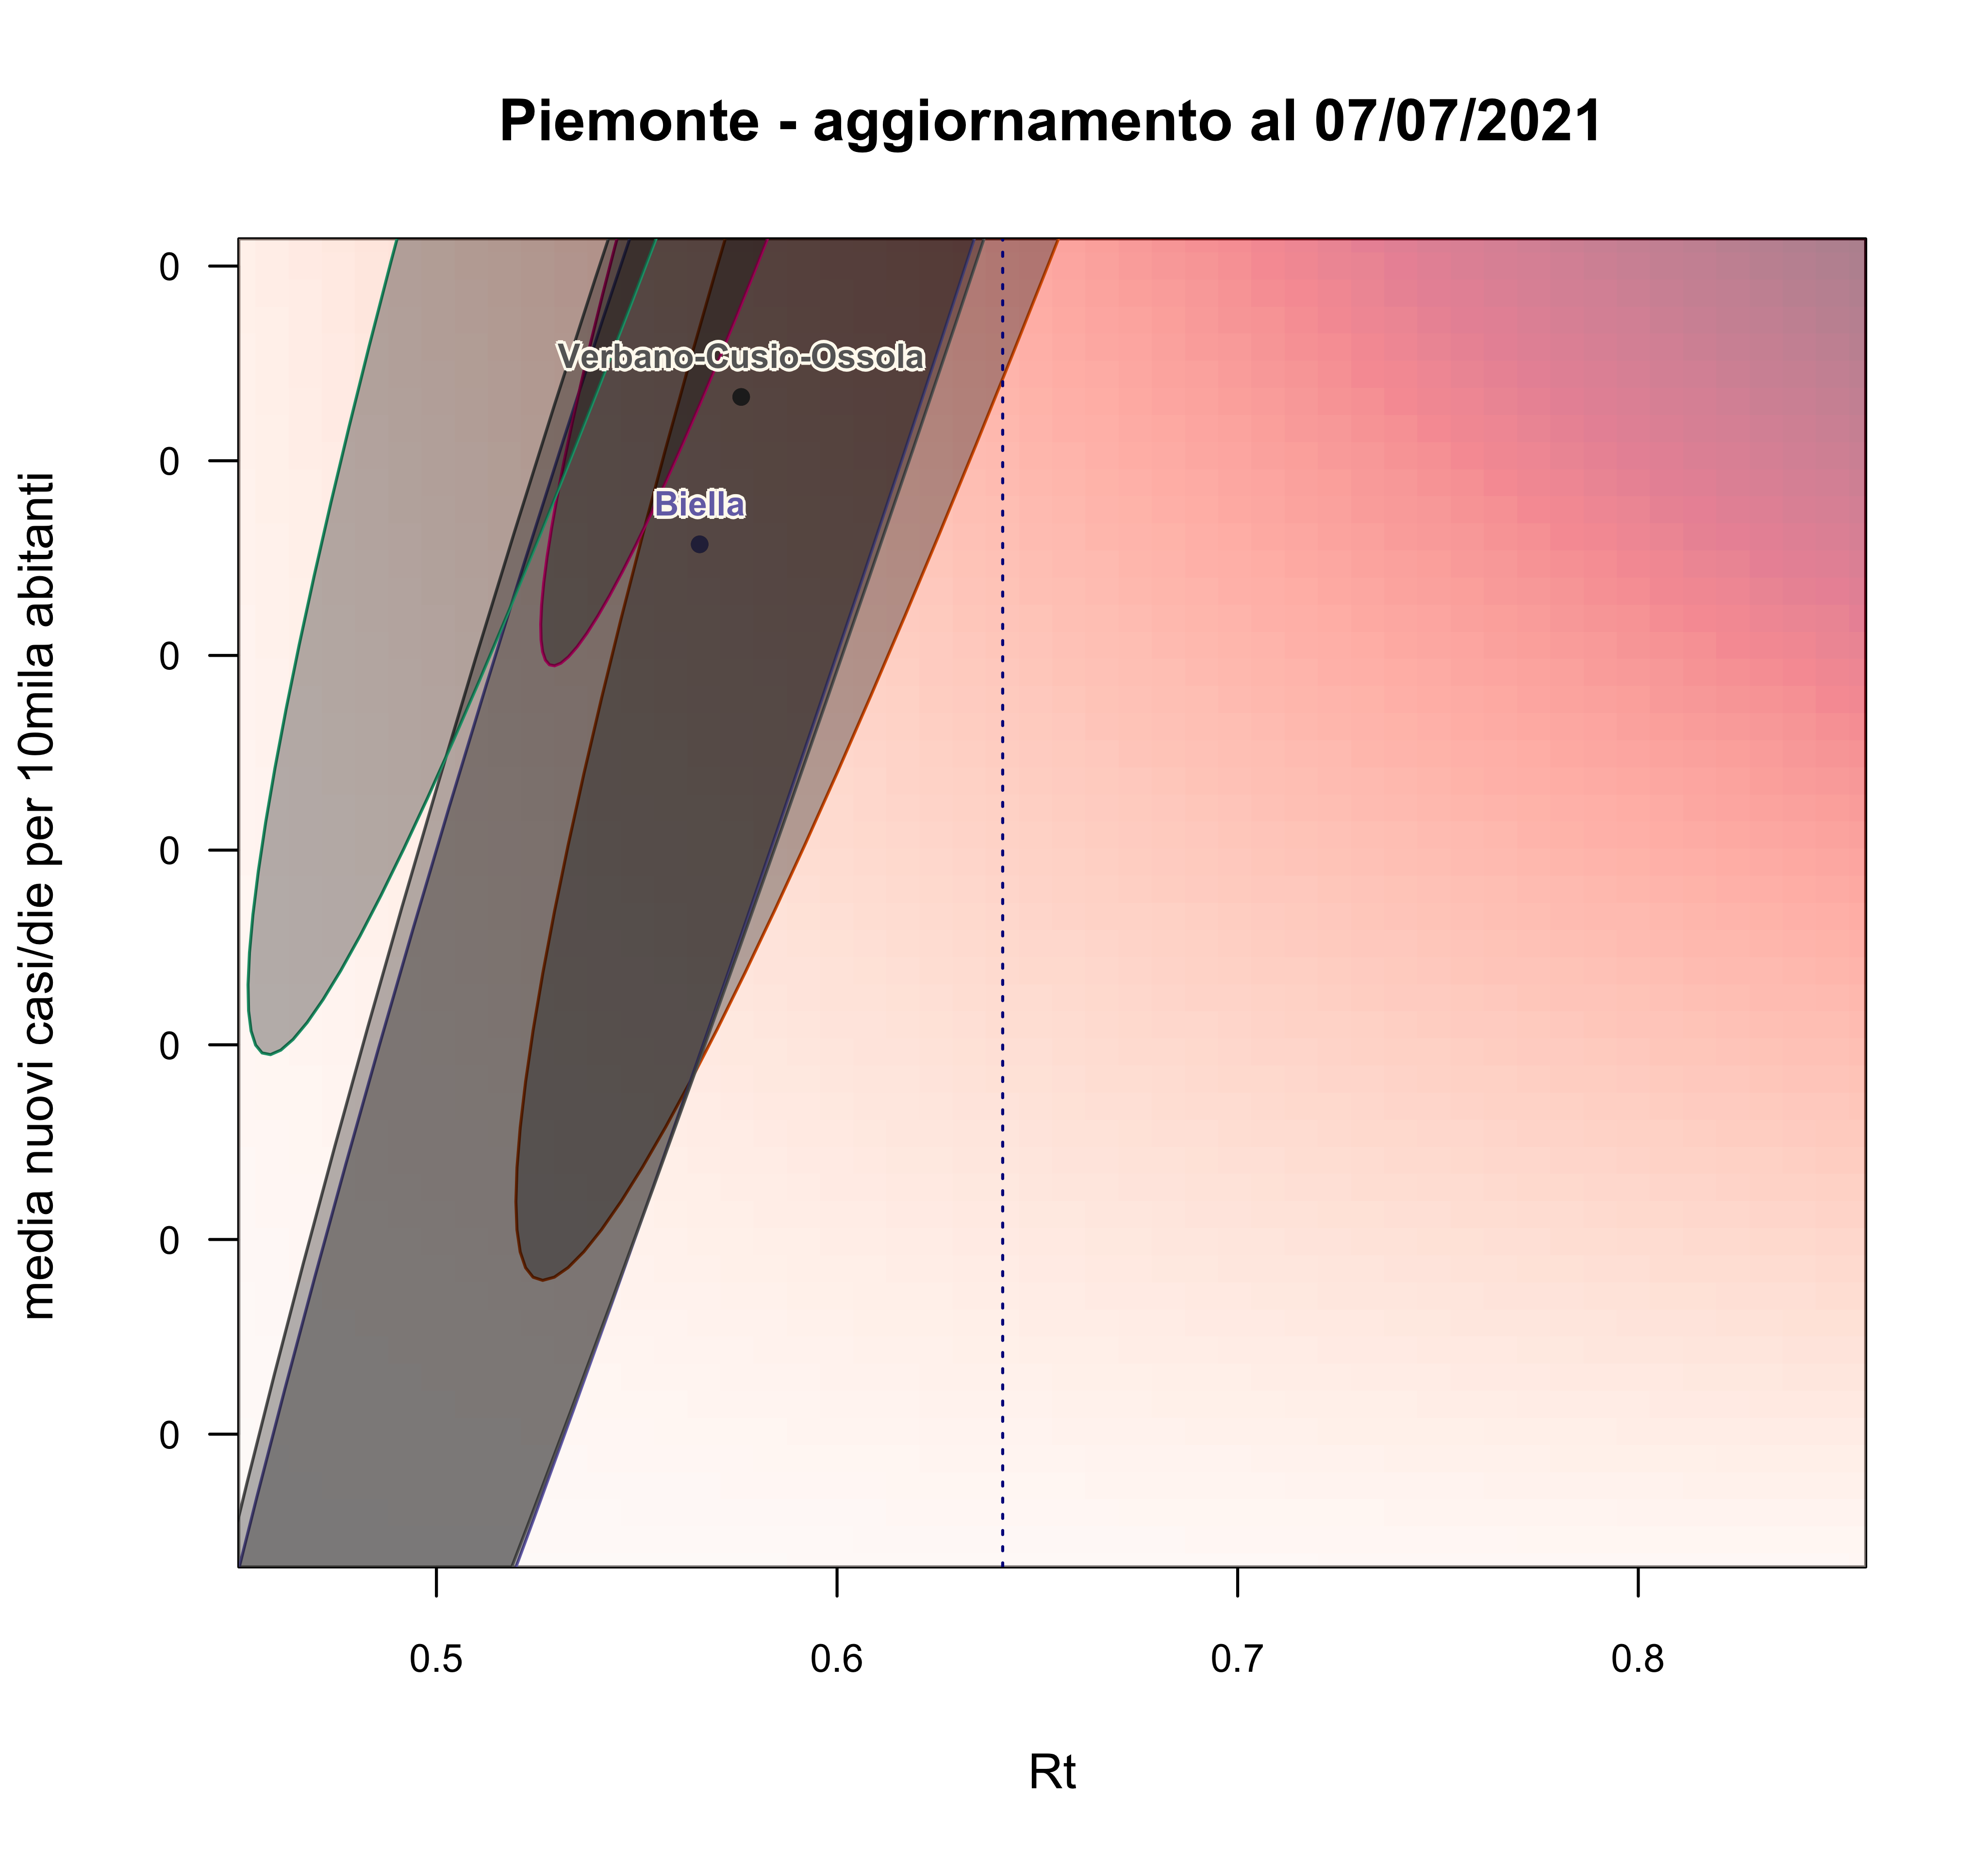 Piemonte - aggiornamento al 07/07/2021
media nuovi casi/die per 10mila abitanti
0
0
0
0
0
0
0
Verbano-Cusio-Ossola
Biella
0.5 0.6 0.7 0.8
Rt